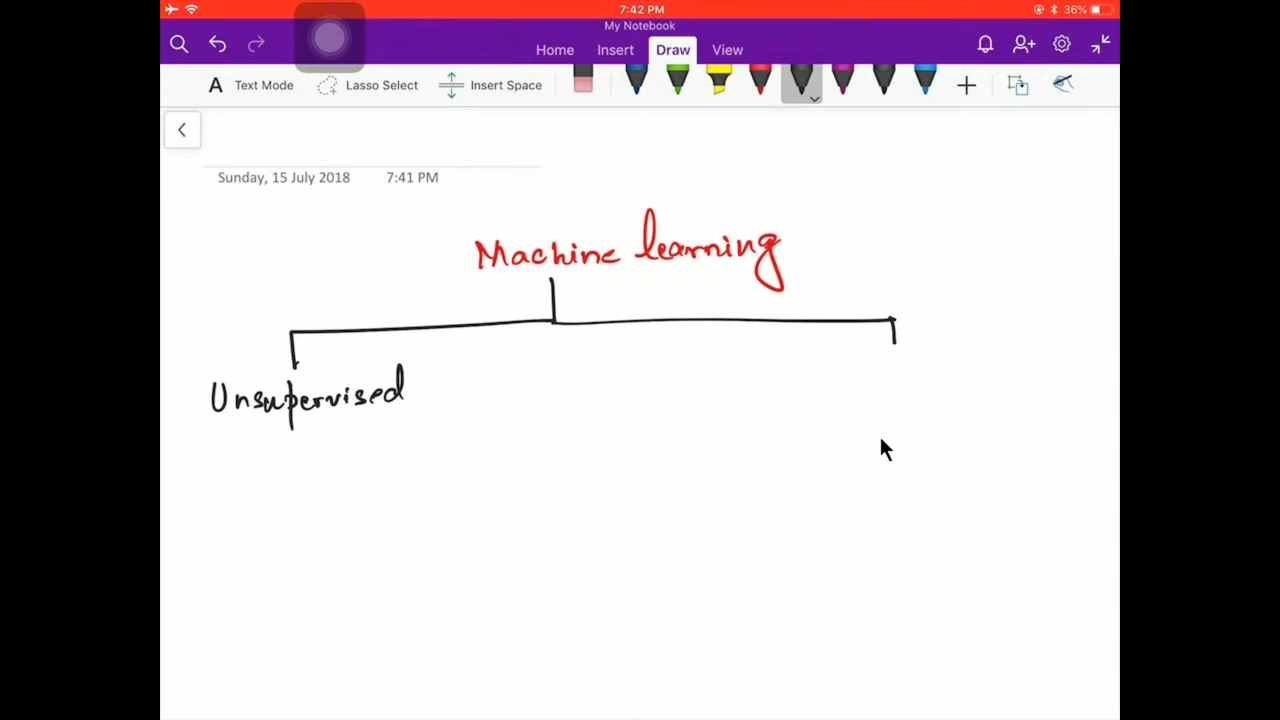 7:42 PM
36%
My Notebook
Home Insert Draw View
A Text Mode Lasso Select Insert Space
Sunday, 15 July 2018 7:41 PM
Machine learning
Unsupervised